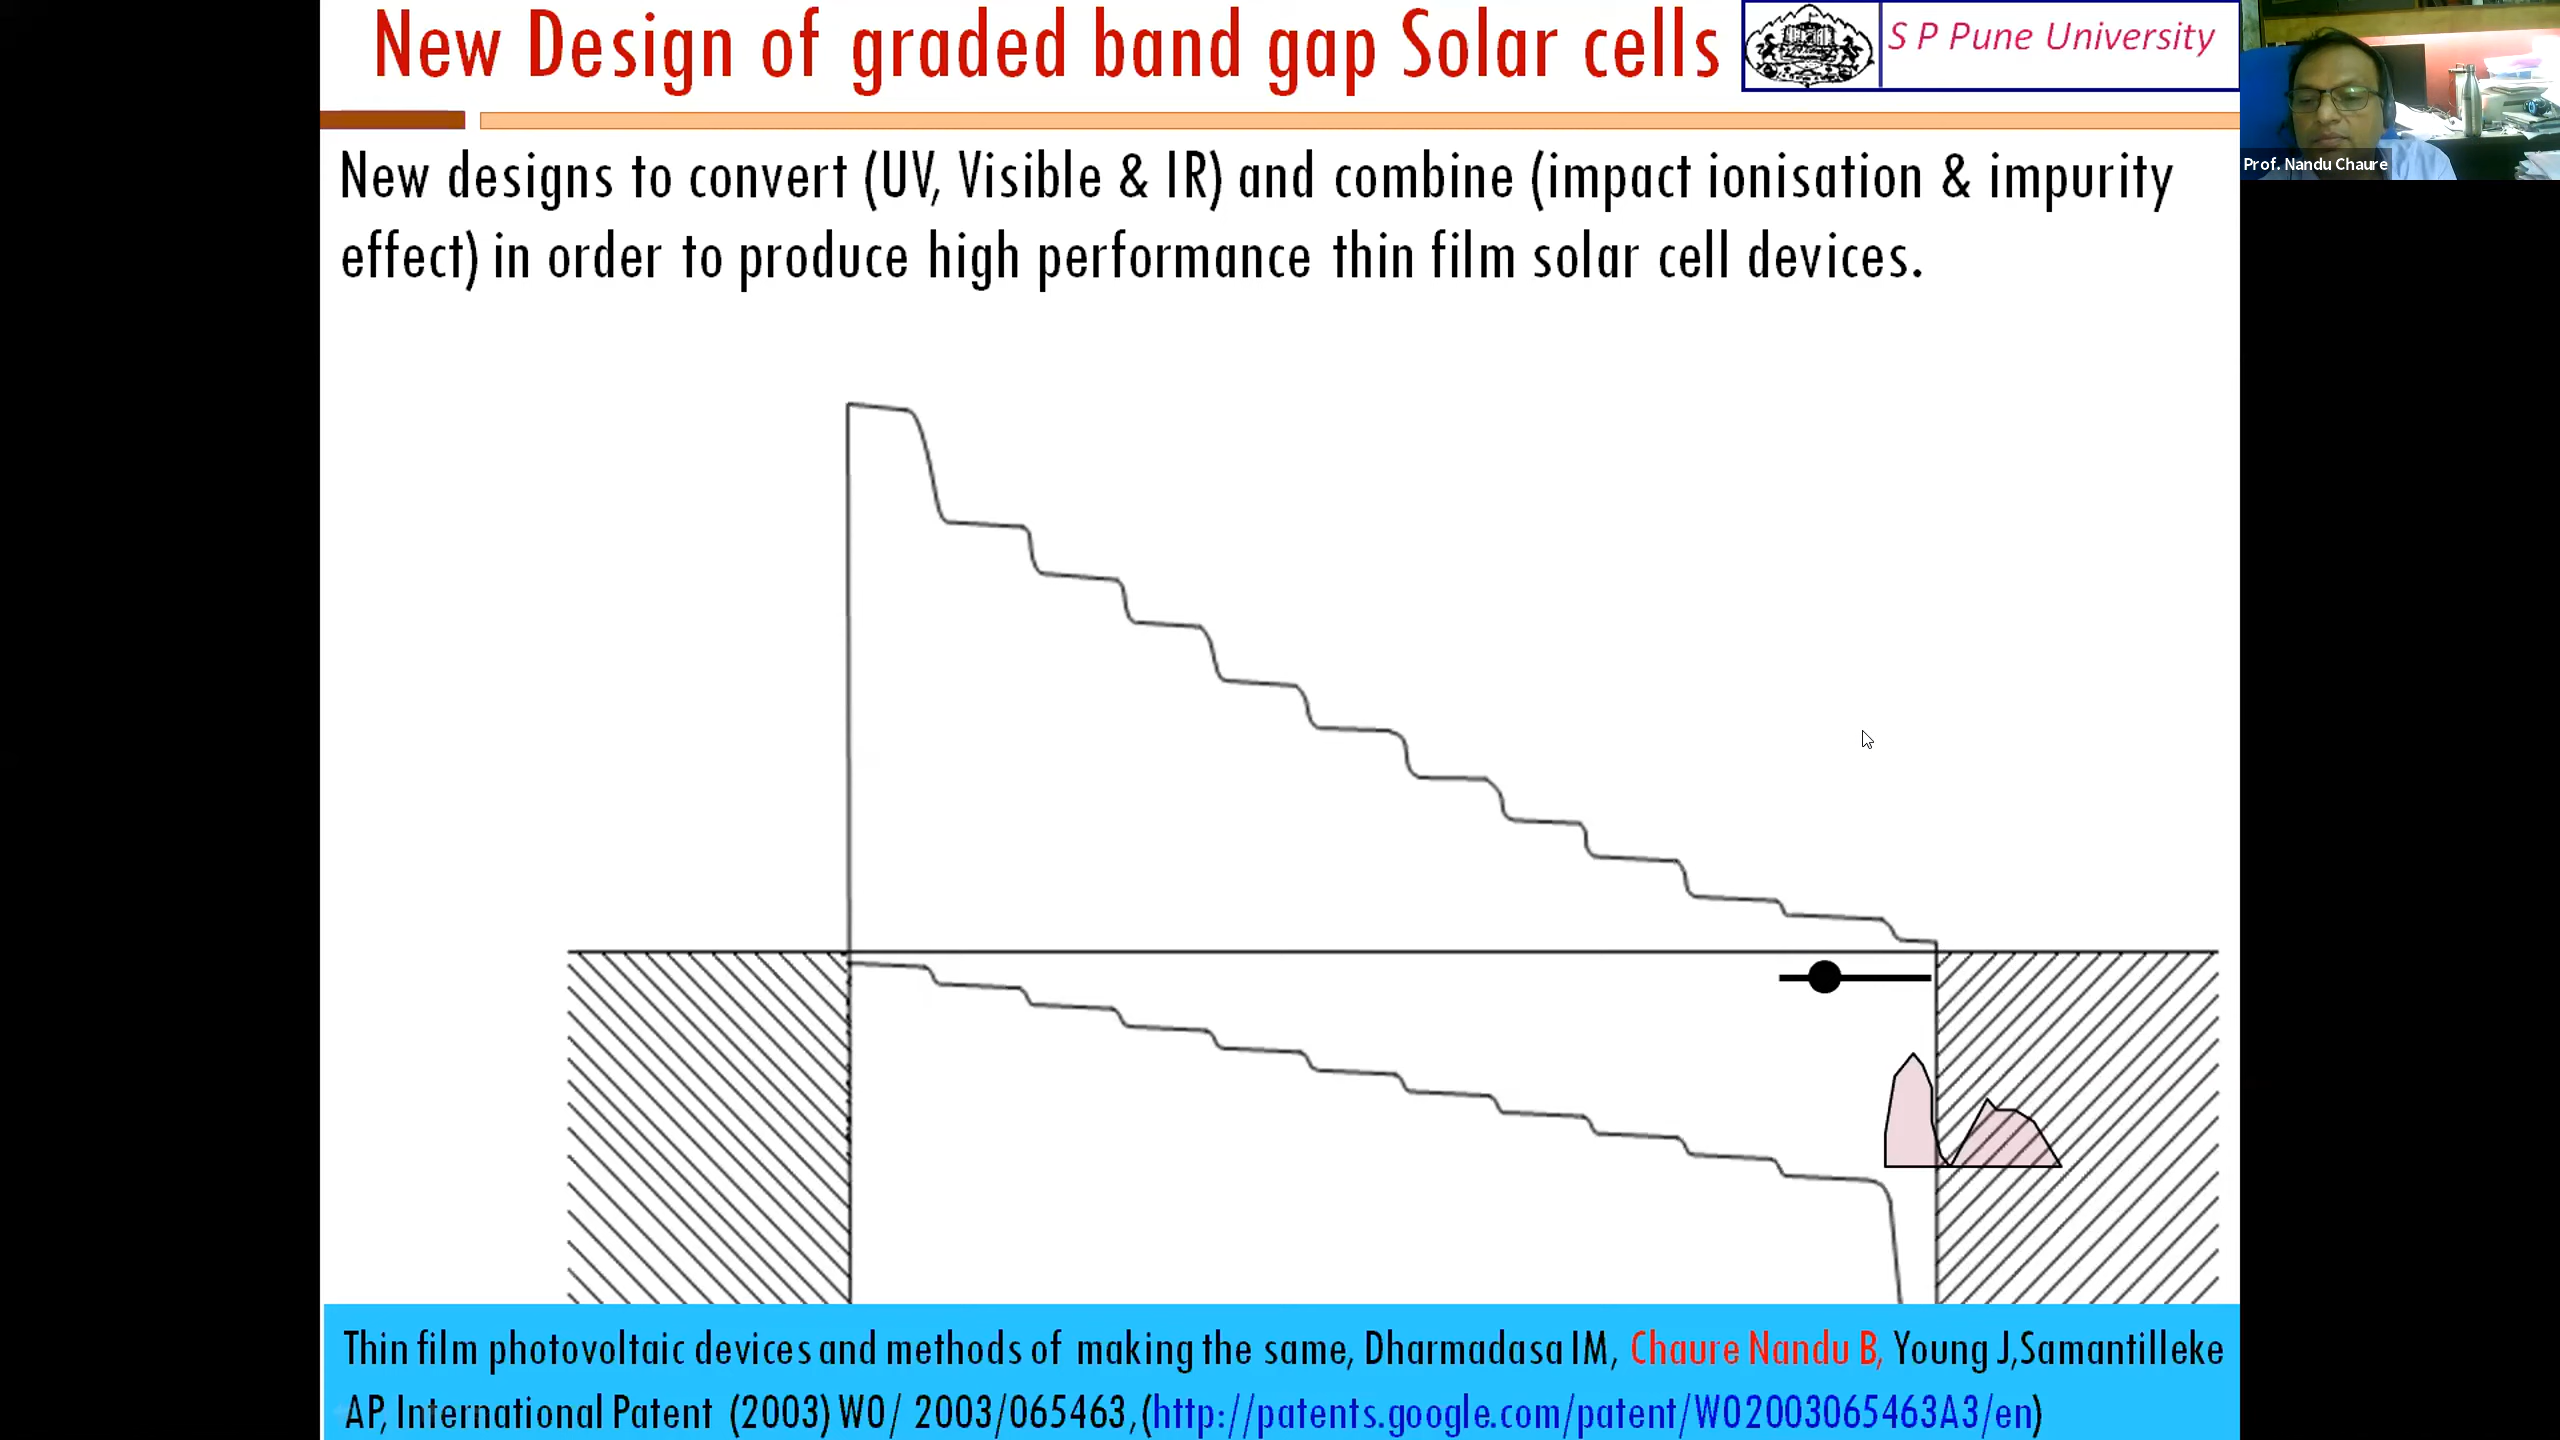 New Design of graded band gap Solar cells
S P Pune University
Prof. Nandu Chaure
New designs to convert (UV, Visible & IR) and combine (impact ionisation & impurity
effect) in order to produce high performance thin film solar cell devices.
Thin film photovoltaic devices and methods of making the same, Dharmadasa IM, Chaure Nandu B, Young J,Samantilleke
AP, International Patent (2003) WO/ 2003/065463, (http://patents.google.com/patent/WO2003065463A3/en)